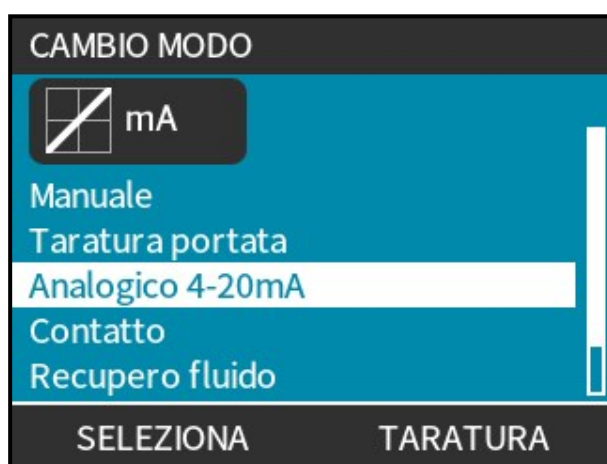 CAMBIO MODO
mA
Manuale
Taratura portata
Analogico 4-20mA
Contatto
Recupero fluido
SELEZIONA TARATURA